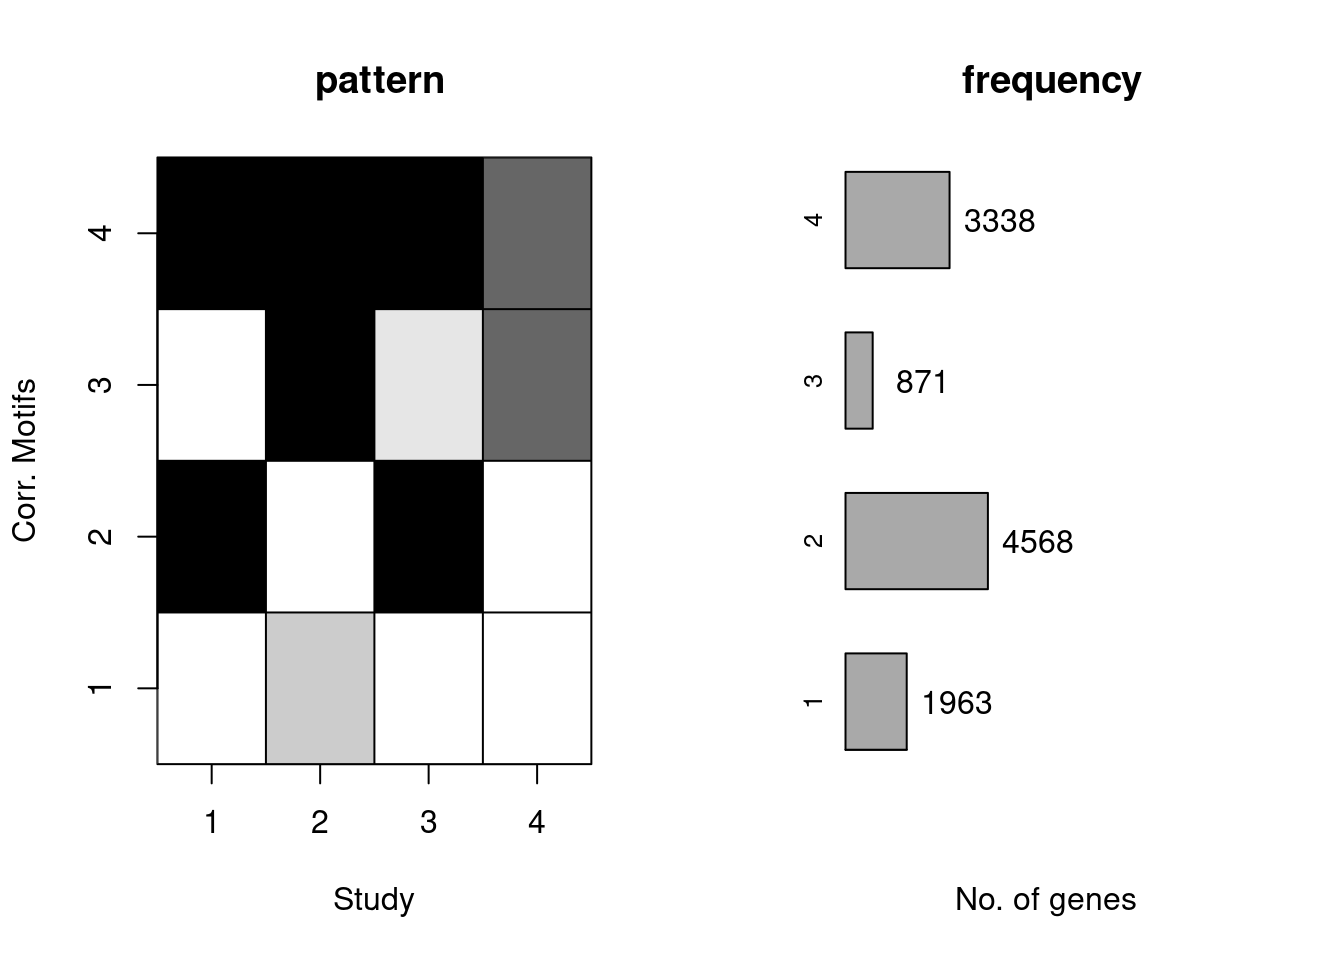 pattern
Corr. Motifs
4
3
2
1
1 2 3 4
Study
frequency
4 3338
3 871
2 4568
1 1963
No. of genes